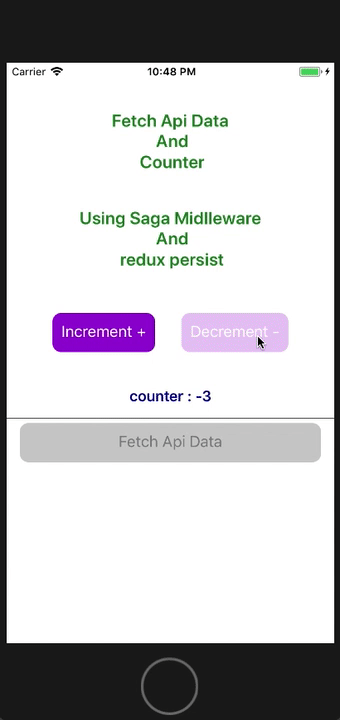 Carrier 10:48 PM
Fetch Api Data
And
Counter
Using Saga Midlleware
And
redux persist
Increment + Decrement -
counter : -3
Fetch Api Data